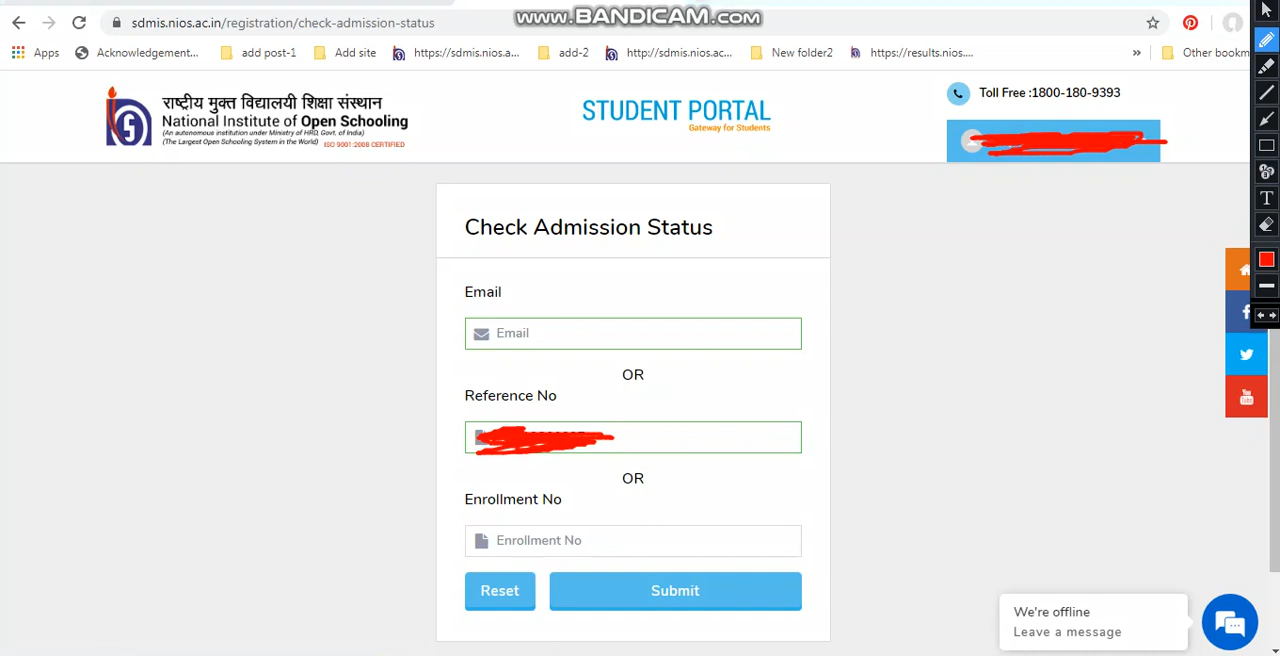 sdmis.nios.ac.in/registration/check-admission-status
www.BANDICAM.com
Apps
Acknowledgement...
add post-1
Add site
https://sdmis.nios.a...
add-2
http://sdmis.nios.ac...
New folder2
https://results.nios....
»
Other bookm
राष्ट्रीय मुक्त विद्यालयी शिक्षा संस्थान
National Institute of Open Schooling
(An autonomous institution under Ministry of HRD, Govt. of India)
(The Largest Open Schooling System in the World) ISO 9001:2008 CERTIFIED
STUDENT PORTAL
Gateway for Students
Toll Free :1800-180-9393
Check Admission Status
Email
Email
OR
Reference No
OR
Enrollment No
Enrollment No
Reset
Submit
We're offline
Leave a message